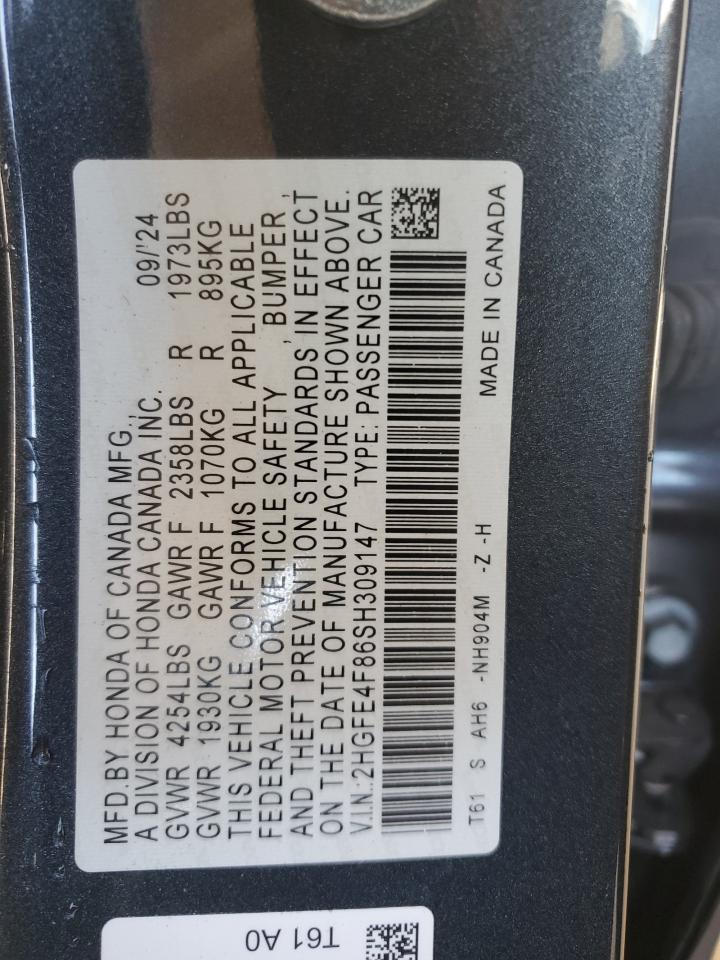 MFD.BY HONDA OF CANADA MFG.,
A DIVISION OF HONDA CANADA INC. 09/'24
GVWR 4254LBS GAWR F 2358LBS R 1973LBS
GVWR 1930KG GAWR F 1070KG R 895KG
THIS VEHICLE CONFORMS TO ALL APPLICABLE
FEDERAL MOTOR VEHICLE SAFETY , BUMPER ,
AND THEFT PREVENTION STANDARDS IN EFFECT
ON THE DATE OF MANUFACTURE SHOWN ABOVE.
V.I.N.:2HGFE4F86SH309147 TYPE: PASSENGER CAR
T61 S AH6 -NH904M -Z -H MADE IN CANADA
T61 A0